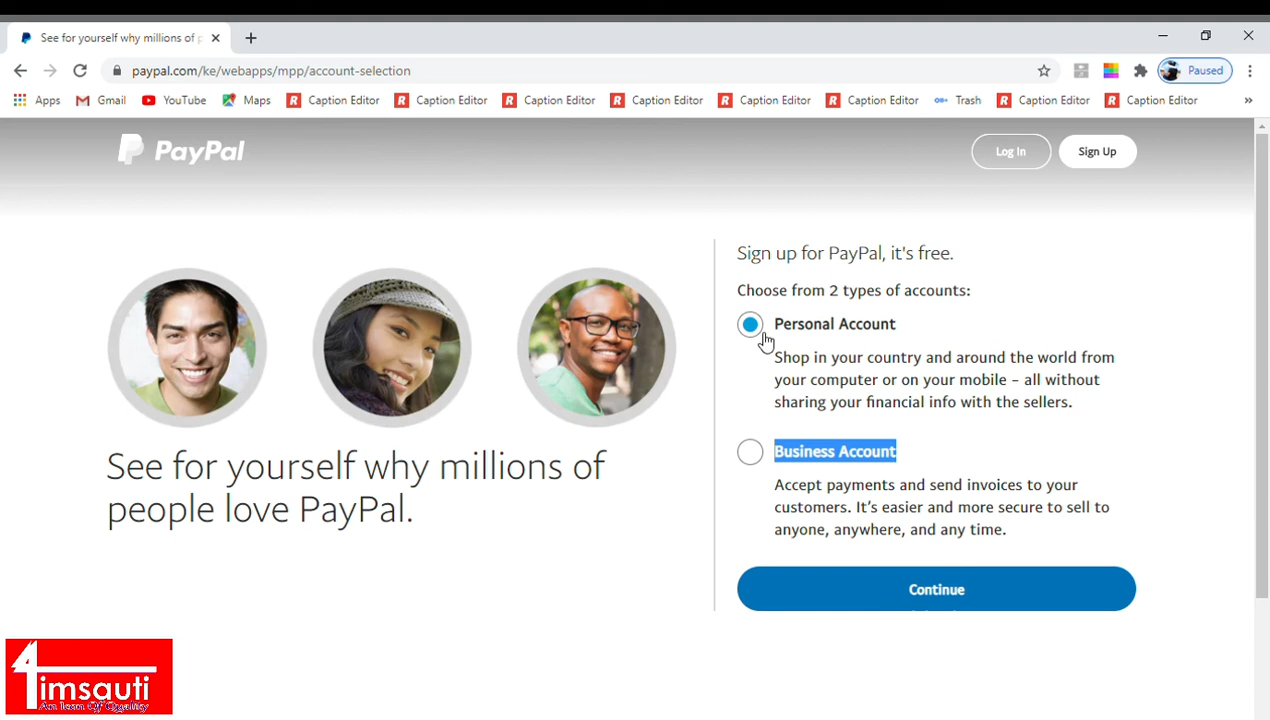 See for yourself why millions of p
paypal.com/ke/webapps/mpp/account-selection
Paused
Apps
Gmail
YouTube
Maps
R Caption Editor
R Caption Editor
R Caption Editor
R Caption Editor
R Caption Editor
R Caption Editor
Trash
R Caption Editor
R Caption Editor
»
PayPal
Log In
Sign Up
Sign up for PayPal, it's free.
Choose from 2 types of accounts:
Personal Account
Shop in your country and around the world from
your computer or on your mobile – all without
sharing your financial info with the sellers.
Business Account
Accept payments and send invoices to your
customers. It’s easier and more secure to sell to
anyone, anywhere, and any time.
Continue
See for yourself why millions of
people love PayPal.
Timsauti
An Icon Of Quality